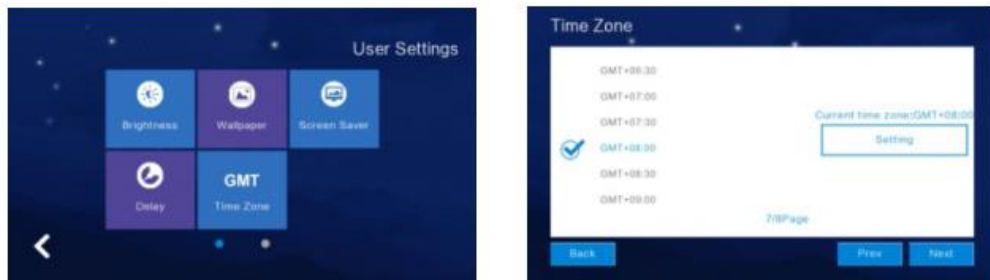 User Settings
Brightness
Wallpaper
Screen Saver
Delay
GMT
Time Zone
Time Zone
GMT+06:30
GMT+07:00
GMT+07:30
GMT+08:00
GMT+08:30
GMT+09:00
Current time zone:GMT+08:00
Setting
7/8Page
Back
Prev
Next